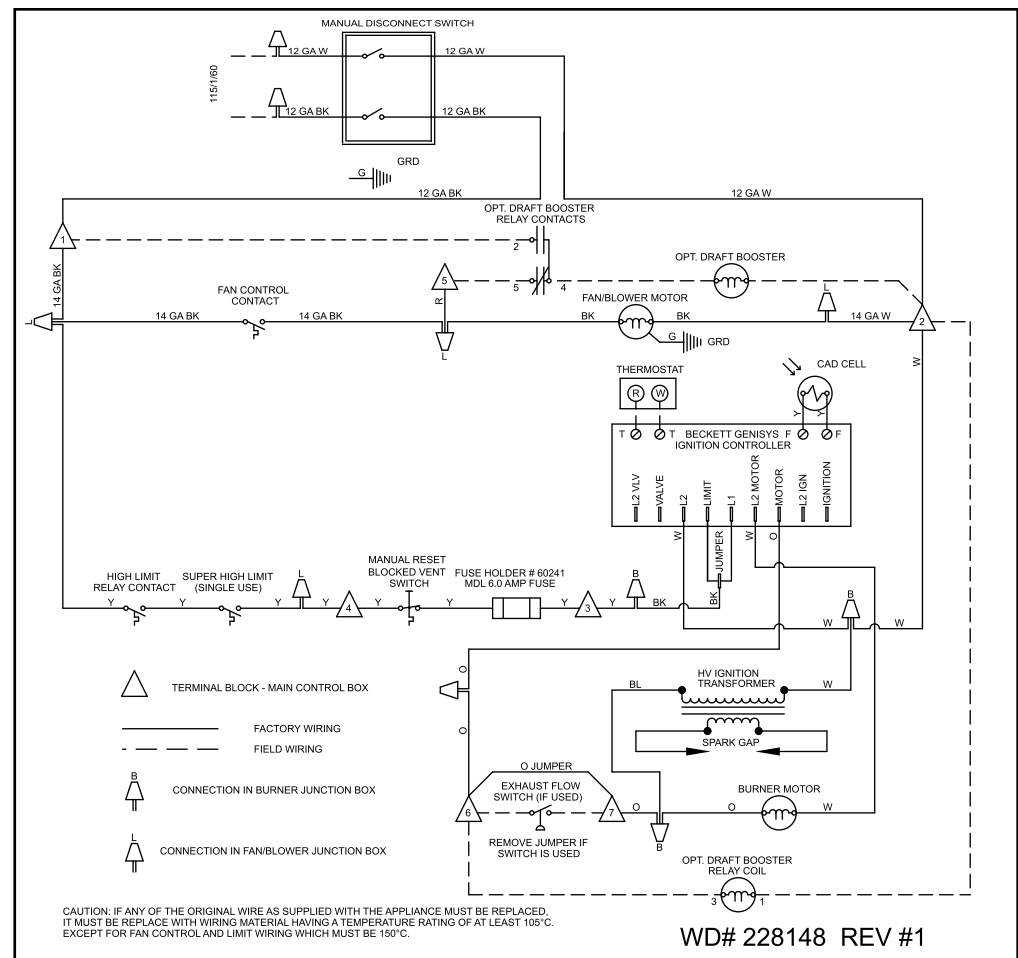 MANUAL DISCONNECT SWITCH
12 GA W
12 GA W
115/1/60
12 GA BK
12 GA BK
GRD
G
12 GA BK
12 GA W
OPT. DRAFT BOOSTER
RELAY CONTACTS
1
2
OPT. DRAFT BOOSTER
5
5
4
14 GA BK
FAN CONTROL
CONTACT
R
FAN/BLOWER MOTOR
L
L
14 GA BK
14 GA BK
BK
BK
14 GA W
2
L
G
GRD
W
THERMOSTAT
CAD CELL
R
W
Y
Y
T
T
BECKETT GENISYS
IGNITION CONTROLLER
F
F
L2 VLV
VALVE
L2
LIMIT
L1
L2 MOTOR
MOTOR
L2 IGN
IGNITION
W
JUMPER
W
O
HIGH LIMIT
RELAY CONTACT
SUPER HIGH LIMIT
(SINGLE USE)
L
MANUAL RESET
BLOCKED VENT
SWITCH
FUSE HOLDER # 60241
MDL 6.0 AMP FUSE
B
BK
B
Y
Y
Y
Y
4
Y
Y
Y
3
Y
BK
W
W
W
O
TERMINAL BLOCK - MAIN CONTROL BOX
HV IGNITION
TRANSFORMER
BL
W
FACTORY WIRING
O
SPARK GAP
FIELD WIRING
B
CONNECTION IN BURNER JUNCTION BOX
O JUMPER
EXHAUST FLOW
SWITCH (IF USED)
BURNER MOTOR
6
7
O
O
W
L
CONNECTION IN FAN/BLOWER JUNCTION BOX
REMOVE JUMPER IF
SWITCH IS USED
B
OPT. DRAFT BOOSTER
RELAY COIL
3
1
CAUTION: IF ANY OF THE ORIGINAL WIRE AS SUPPLIED WITH THE APPLIANCE MUST BE REPLACED,
IT MUST BE REPLACE WITH WIRING MATERIAL HAVING A TEMPERATURE RATING OF AT LEAST 105°C.
EXCEPT FOR FAN CONTROL AND LIMIT WIRING WHICH MUST BE 150°C.
WD# 228148 REV #1